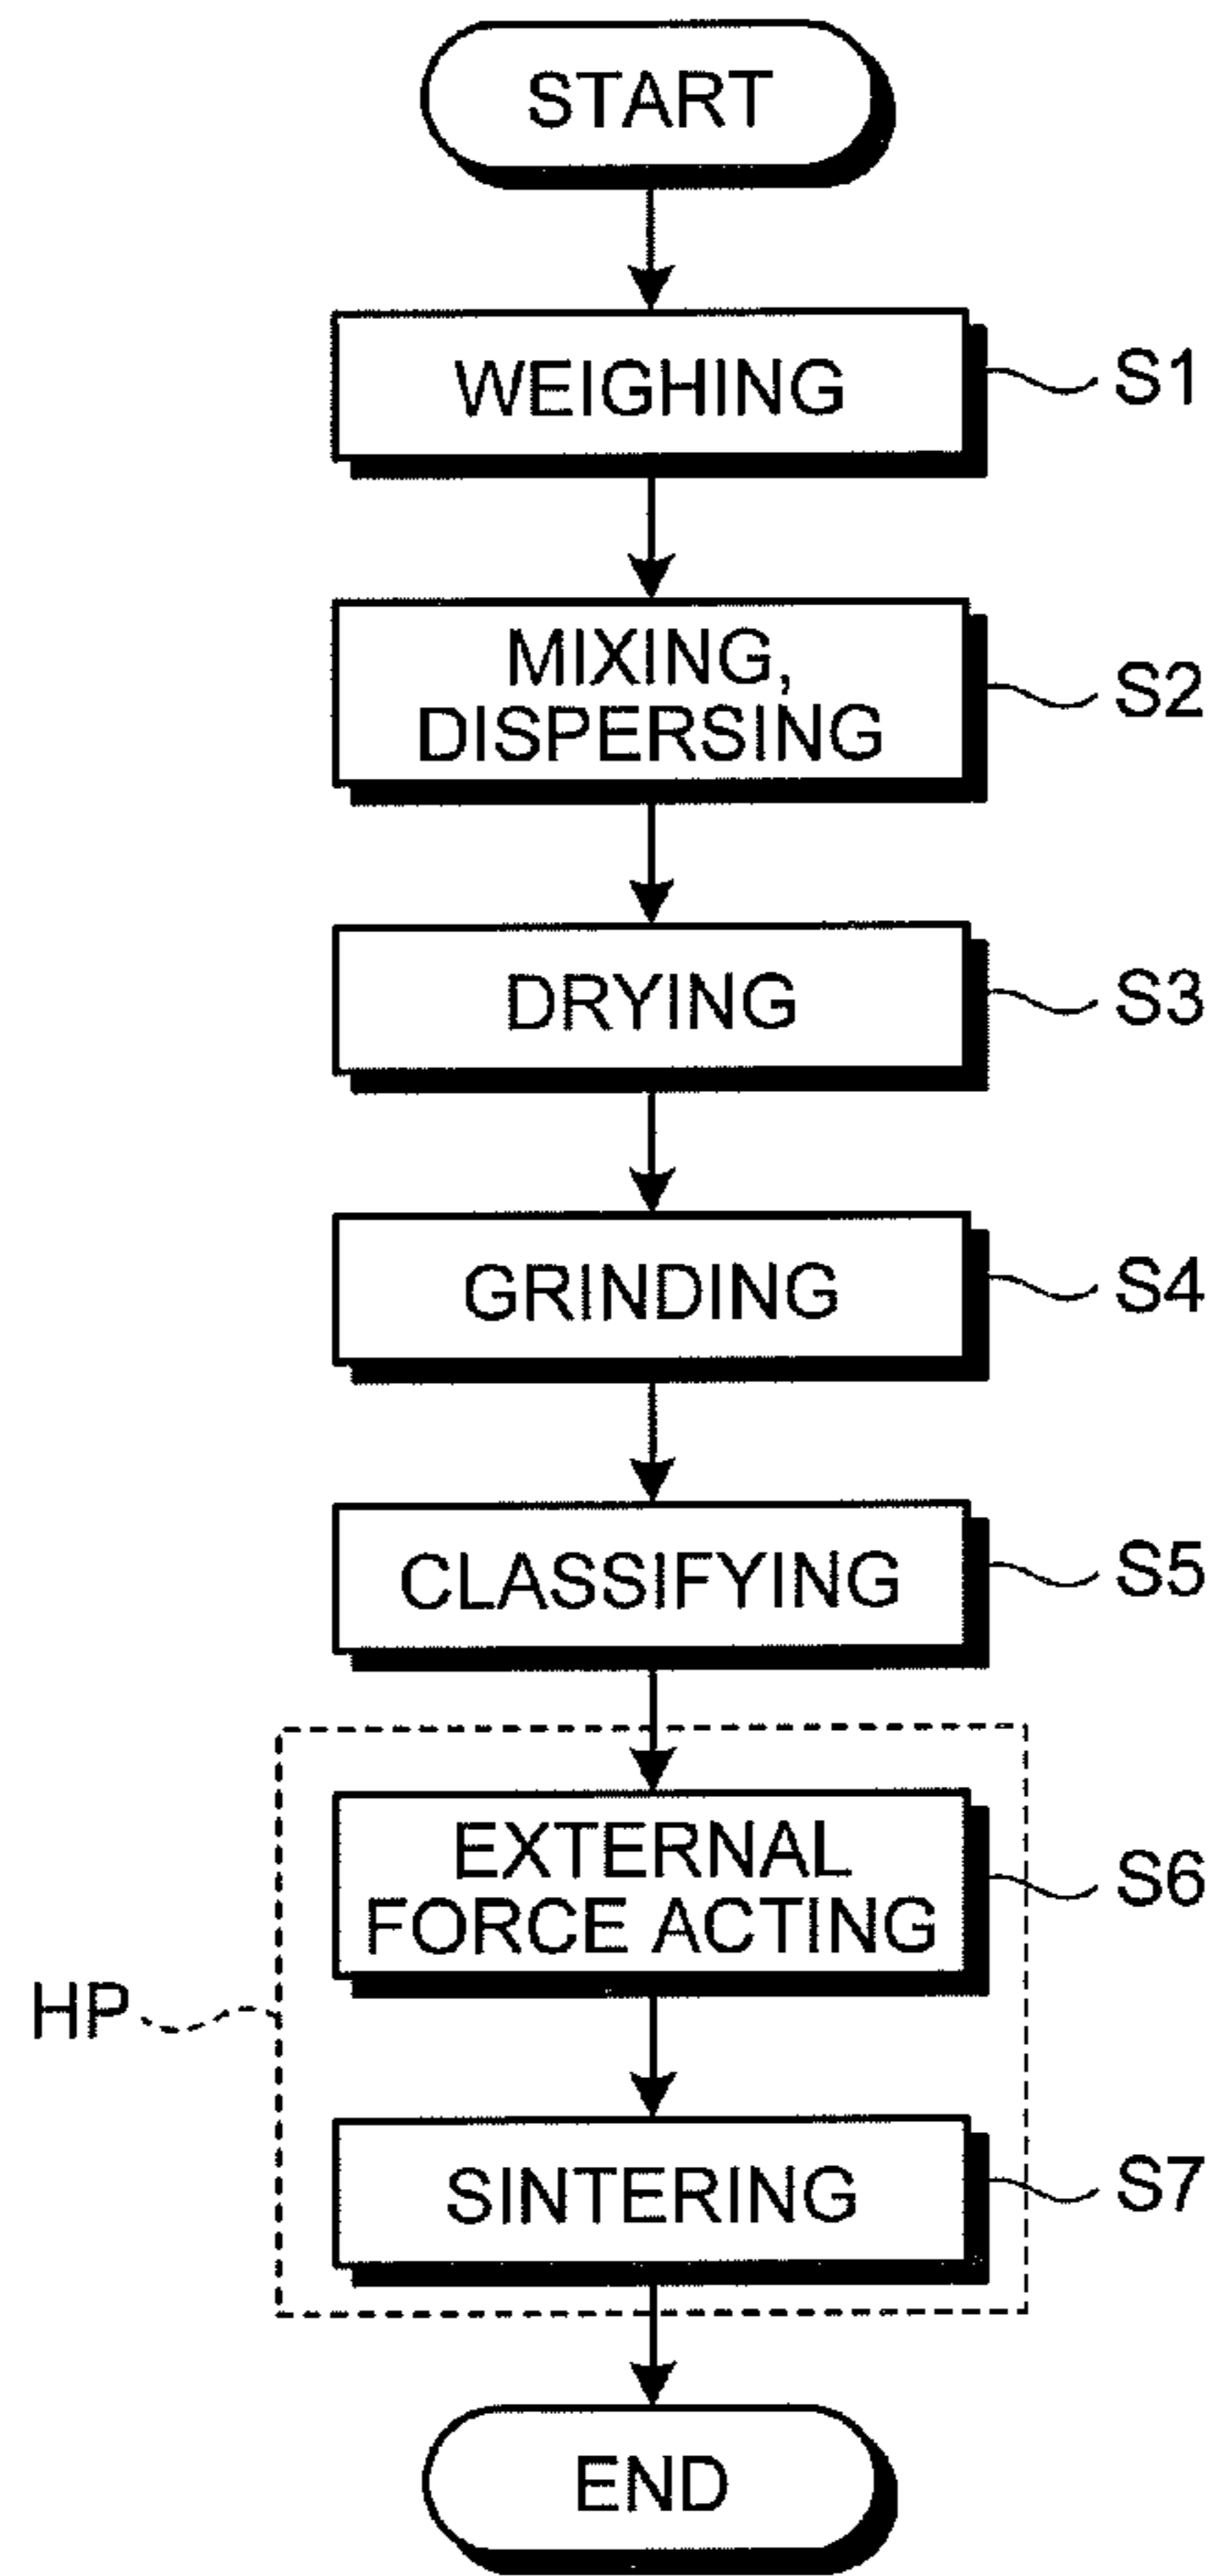 START
WEIGHING
S1
MIXING,
DISPERSING
S2
DRYING
S3
GRINDING
S4
CLASSIFYING
S5
EXTERNAL
FORCE ACTING
S6
HP
SINTERING
S7
END